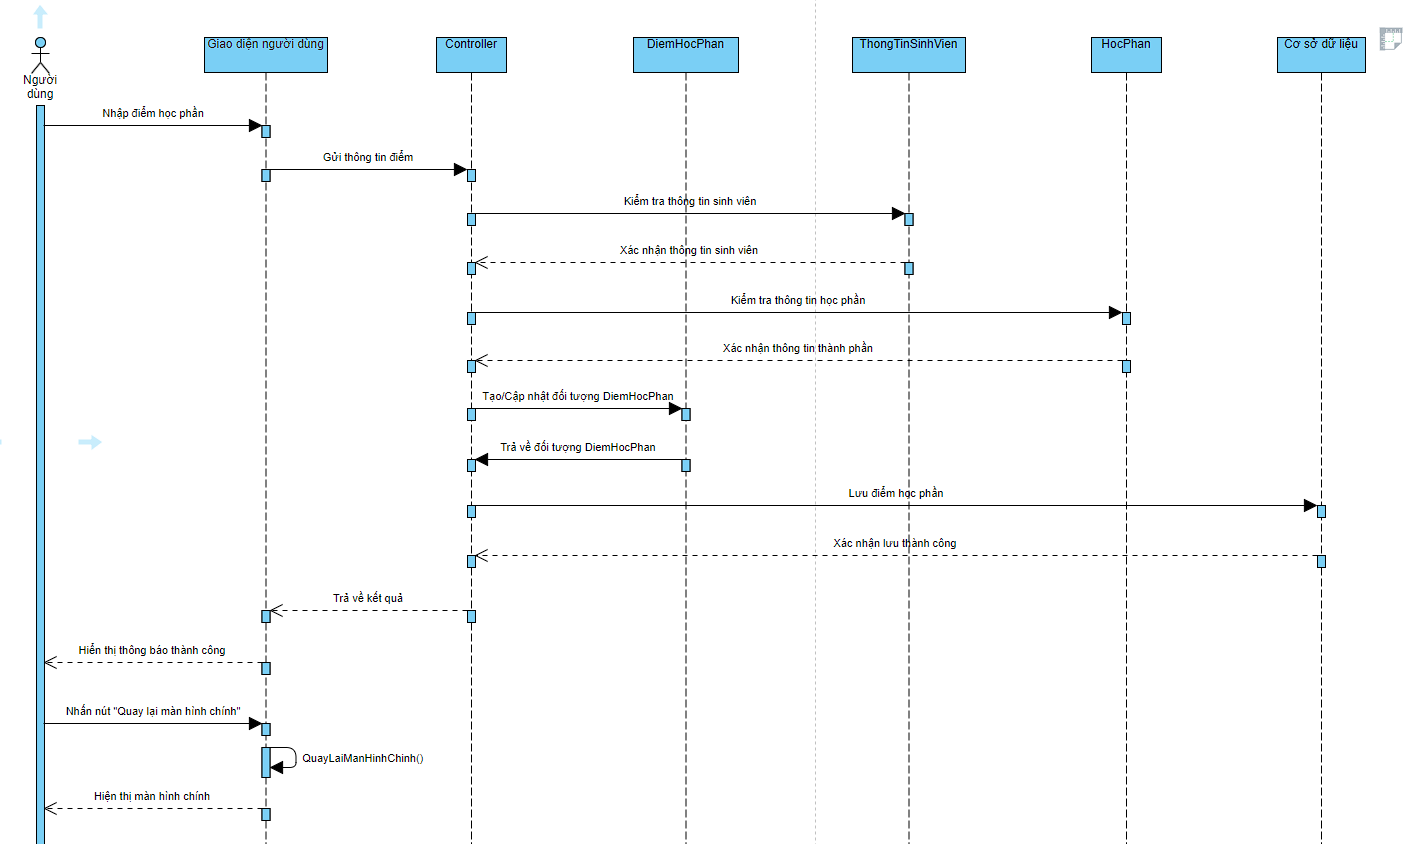 Người
dùng
Giao diện người dùng
Controller
DiemHocPhan
ThongTinSinhVien
HocPhan
Cơ sở dữ liệu
Nhập điểm học phần
Gửi thông tin điểm
Kiểm tra thông tin sinh viên
Xác nhận thông tin sinh viên
Kiểm tra thông tin học phần
Xác nhận thông tin thành phần
Tạo/Cập nhật đối tượng DiemHocPhan
Trả về đối tượng DiemHocPhan
Lưu điểm học phần
Xác nhận lưu thành công
Trả về kết quả
Hiển thị thông báo thành công
Nhấn nút "Quay lại màn hình chính"
QuayLaiManHinhChinh()
Hiện thị màn hình chính